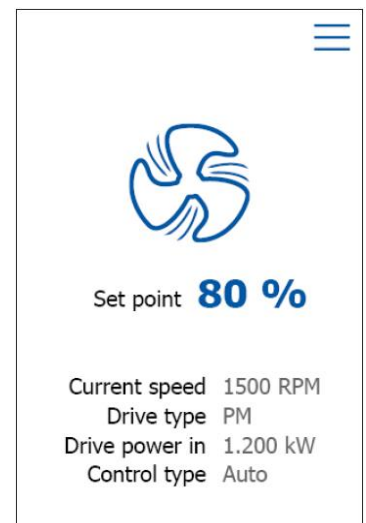 Set point 80 %
Current speed 1500 RPM
Drive type PM
Drive power in 1.200 kW
Control type Auto